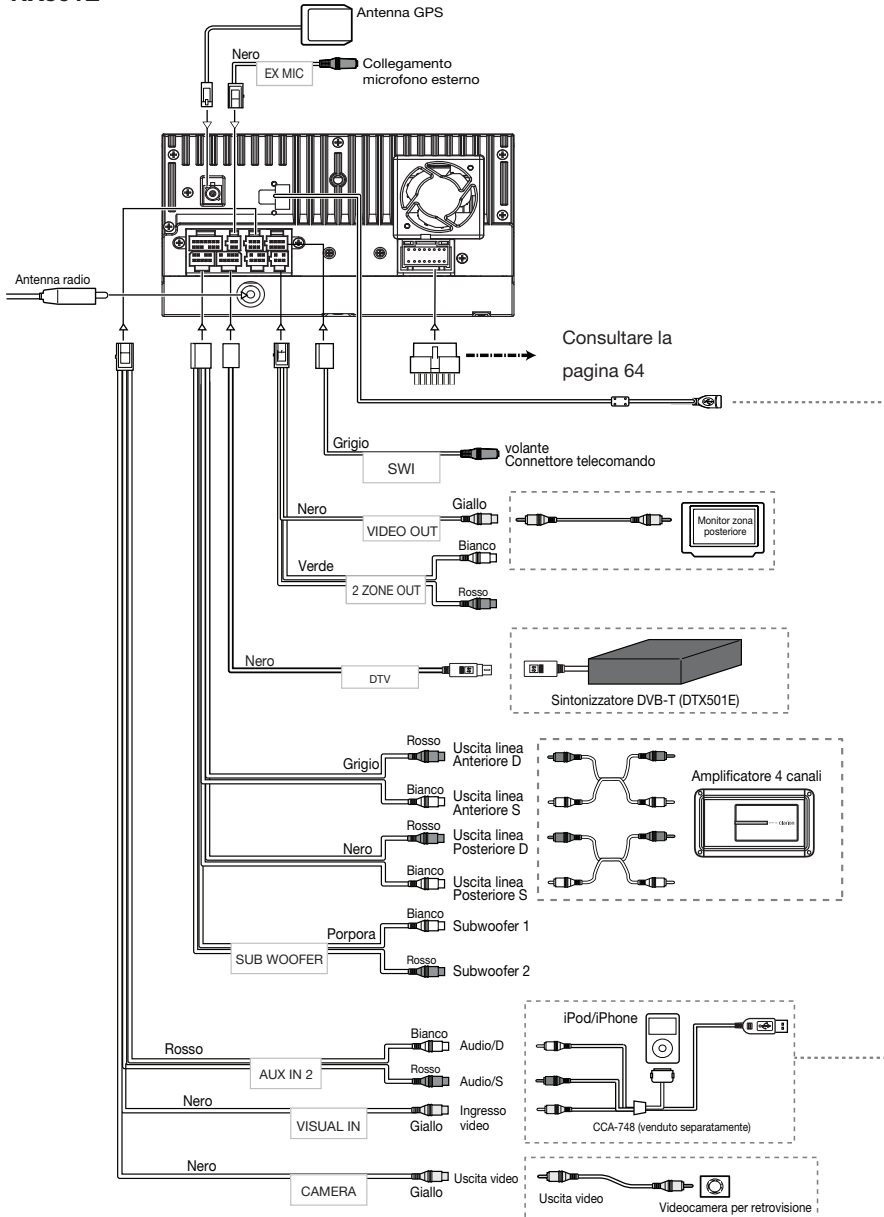 Antenna GPS
Nero
EX MIC
Collegamento
microfono esterno
Antenna radio
Consultare la
pagina 64
Grigio
SWI
volante
Connettore telecomando
Nero
VIDEO OUT
Giallo
Monitor zona
posteriore
Verde
2 ZONE OUT
Bianco
Rosso
Nero
DTV
Sintonizzatore DVB-T (DTX501E)
Grigio
Rosso
Uscita linea
Anteriore D
Bianco
Uscita linea
Anteriore S
Amplificatore 4 canali
Clarion
Nero
Rosso
Uscita linea
Posteriore D
Bianco
Uscita linea
Posteriore S
Porpora
SUB WOOFER
Bianco
Subwoofer 1
Rosso
Subwoofer 2
Rosso
AUX IN 2
Bianco
Audio/D
Rosso
Audio/S
iPod/iPhone
Nero
VISUAL IN
Giallo
Ingresso
video
CCA-748 (venduto separatamente)
Nero
CAMERA
Giallo
Uscita video
Uscita video
Videocamera per retrovisione